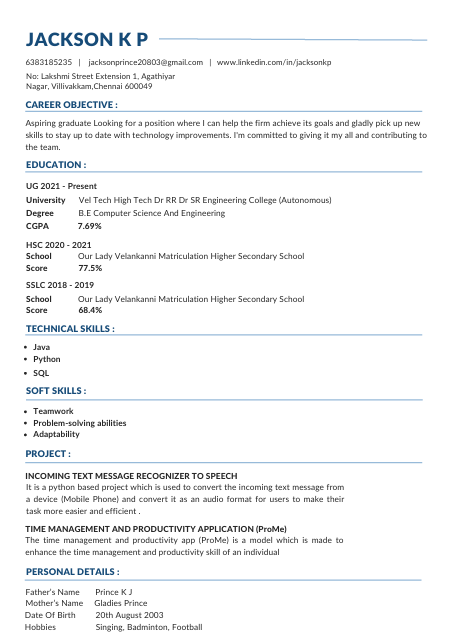 JACKSON K P
6383185235 | jacksonprince20803@gmail.com | www.linkedin.com/in/jacksonkp
No: Lakshmi Street Extension 1, Agathiyar
Nagar, Villivakkam,Chennai 600049
CAREER OBJECTIVE :
Aspiring graduate Looking for a position where I can help the firm achieve its goals and gladly pick up new
skills to stay up to date with technology improvements. I'm committed to giving it my all and contributing to
the team.
EDUCATION :
UG 2021 - Present
University Vel Tech High Tech Dr RR Dr SR Engineering College (Autonomous)
Degree B.E Computer Science And Engineering
CGPA 7.69%
HSC 2020 - 2021
School Our Lady Velankanni Matriculation Higher Secondary School
Score 77.5%
SSLC 2018 - 2019
School Our Lady Velankanni Matriculation Higher Secondary School
Score 68.4%
TECHNICAL SKILLS :
• Java
• Python
• SQL
SOFT SKILLS :
• Teamwork
• Problem-solving abilities
• Adaptability
PROJECT :
INCOMING TEXT MESSAGE RECOGNIZER TO SPEECH
It is a python based project which is used to convert the incoming text message from
a device (Mobile Phone) and convert it as an audio format for users to make their
task more easier and efficient .
TIME MANAGEMENT AND PRODUCTIVITY APPLICATION (ProMe)
The time management and productivity app (ProMe) is a model which is made to
enhance the time management and productivity skill of an individual
PERSONAL DETAILS :
Father's Name Prince K J
Mother's Name Gladies Prince
Date Of Birth 20th August 2003
Hobbies Singing, Badminton, Football